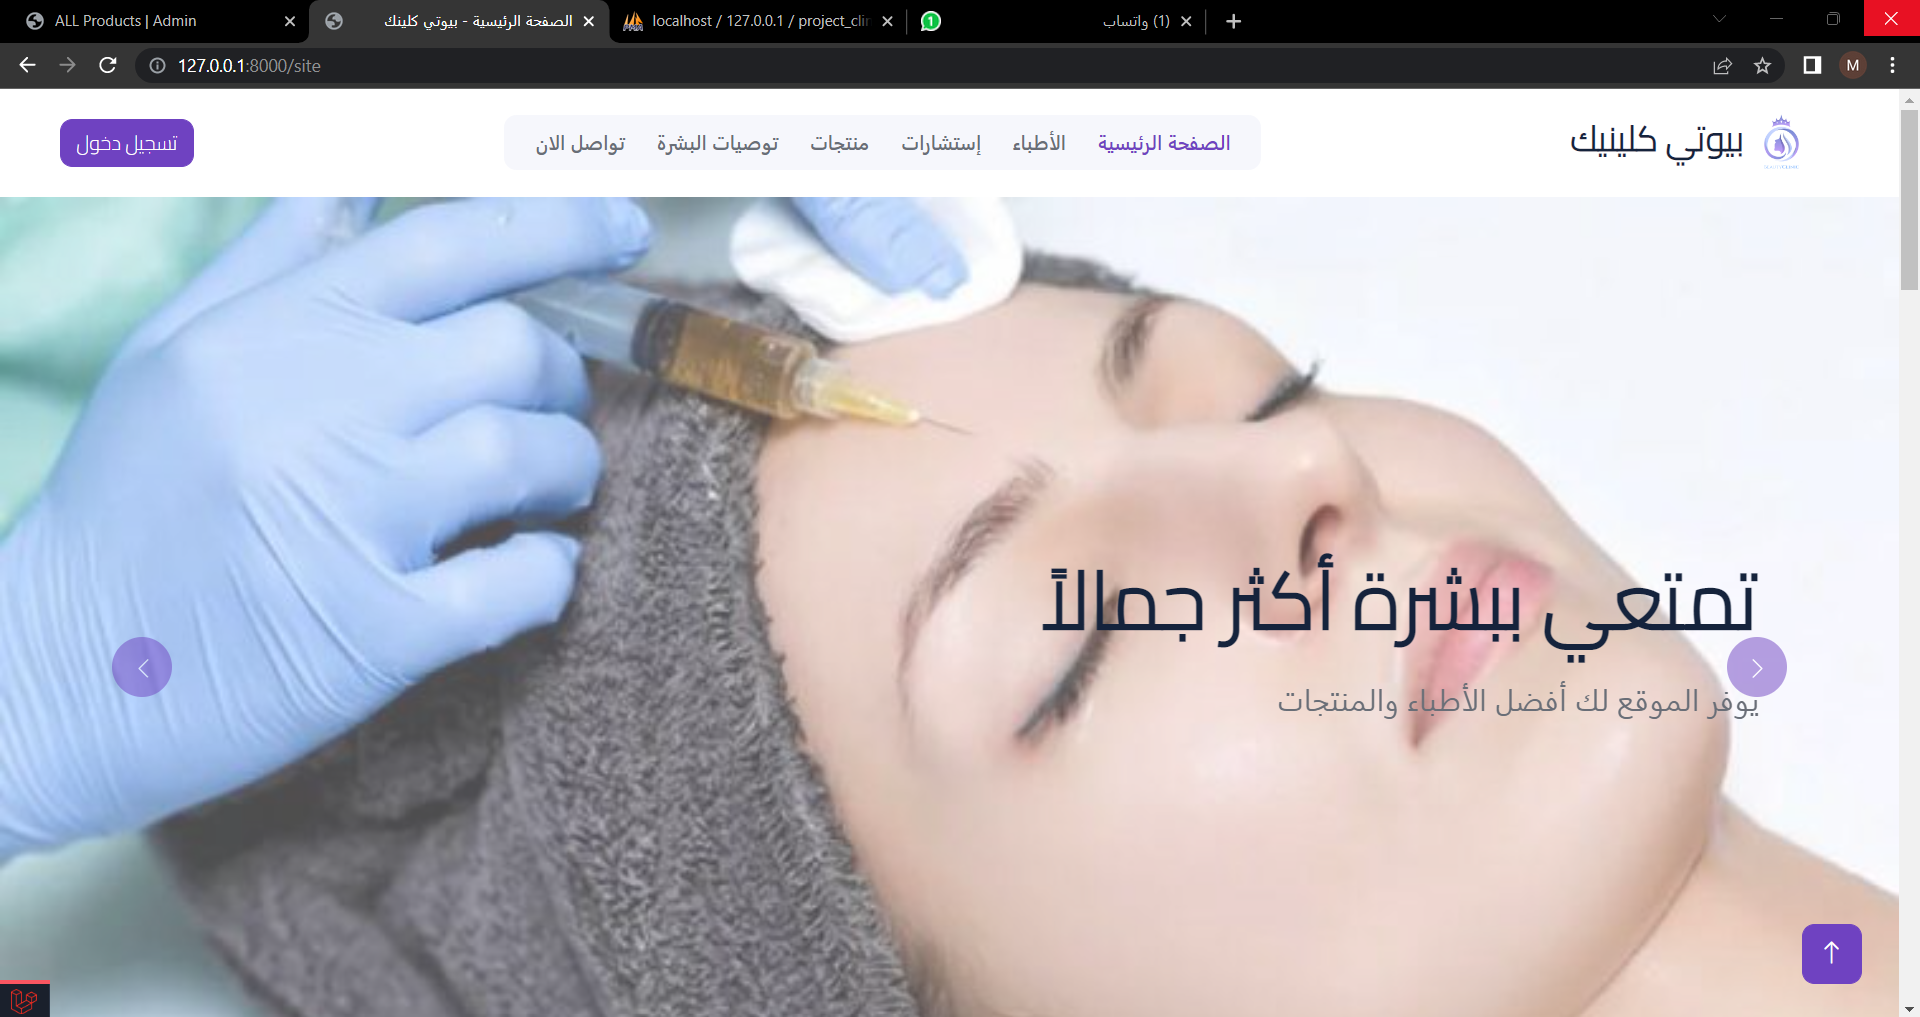 ALL Products | Admin
الصفحة الرئيسية - بيوتي كلينك
localhost / 127.0.0.1 / project_clin
(1) واتساب
127.0.0.1:8000/site
M
بيوتي كلينيك
الصفحة الرئيسية
الأطباء
إستشارات
منتجات
توصيات البشرة
تواصل الان
تسجيل دخول
تمتعي ببشرة أكثر جمالاً
يوفر الموقع لك أفضل الأطباء والمنتجات